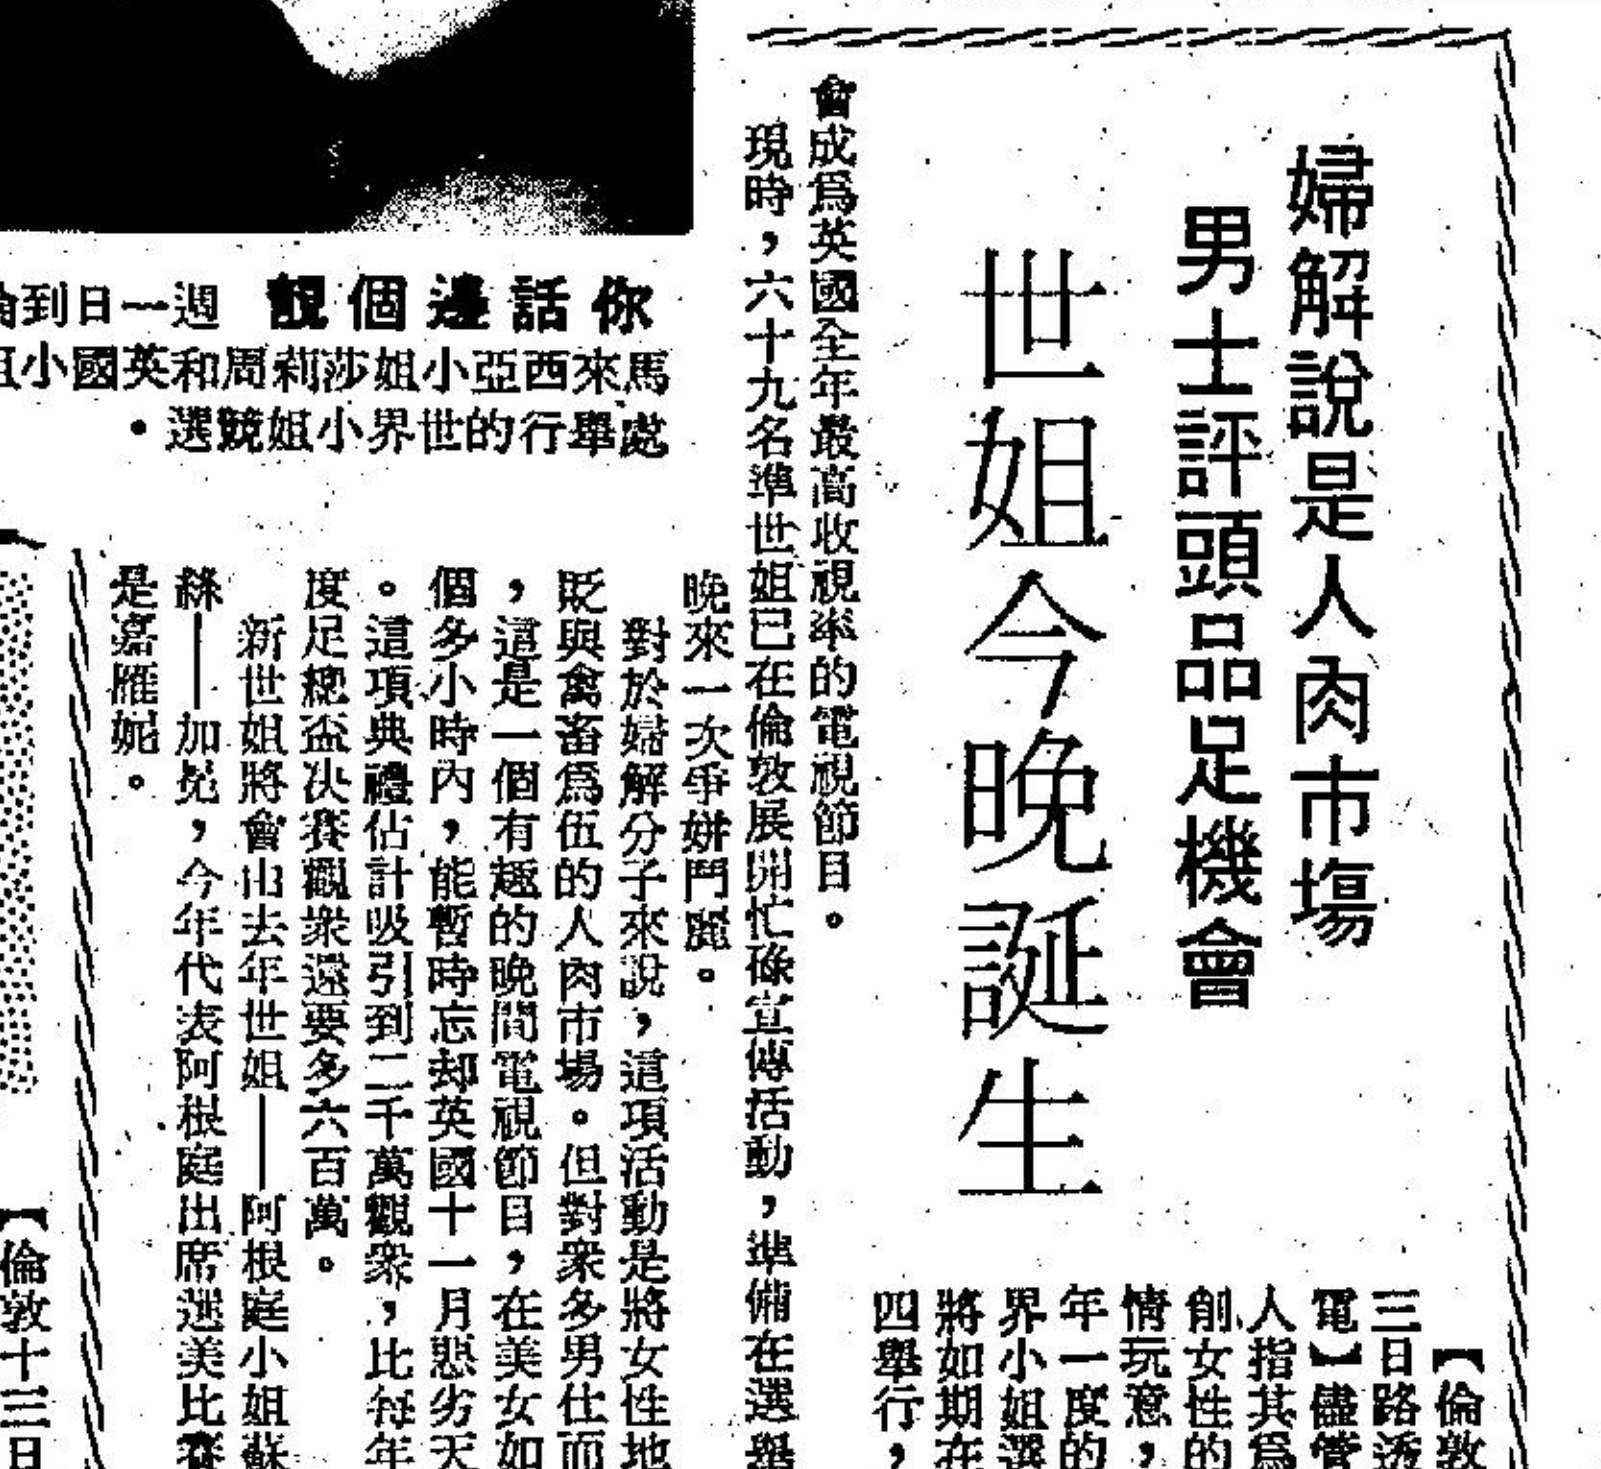 婦解說是人肉市場
男士評頭品足機會
世姐今晚誕生
【倫敦
三日路透
電】儘管
人指其爲
削女性的
情玩意，
年一度的
界小姐選
將如期在
四舉行，
會成爲英國全年最高收視率的電視節目。
現時，六十九名準世姐已在倫敦展開忙碌宣傳活動，準備在選舉
晚來一次爭姸鬥麗。
對於婦解分子來說，這項活動是將女性地
貶與禽畜爲伍的人肉市場。但對衆多男仕而
，這是一個有趣的晚間電視節目，在美女如
個多小時內，能暫時忘却英國十一月惡劣天
。這項典禮估計吸引到二千萬觀衆，比每年
度足總盃決賽觀衆還要多六百萬。
新世姐將會由去年世姐——阿根庭小姐蘇
絲——加冕，今年代表阿根庭出席選美比賽
是嘉雁妮。
你話邊個靚 週一日到
馬來西亞小姐莎莉周和英國小姐
處舉行的世界小姐競選。
【倫敦十三日